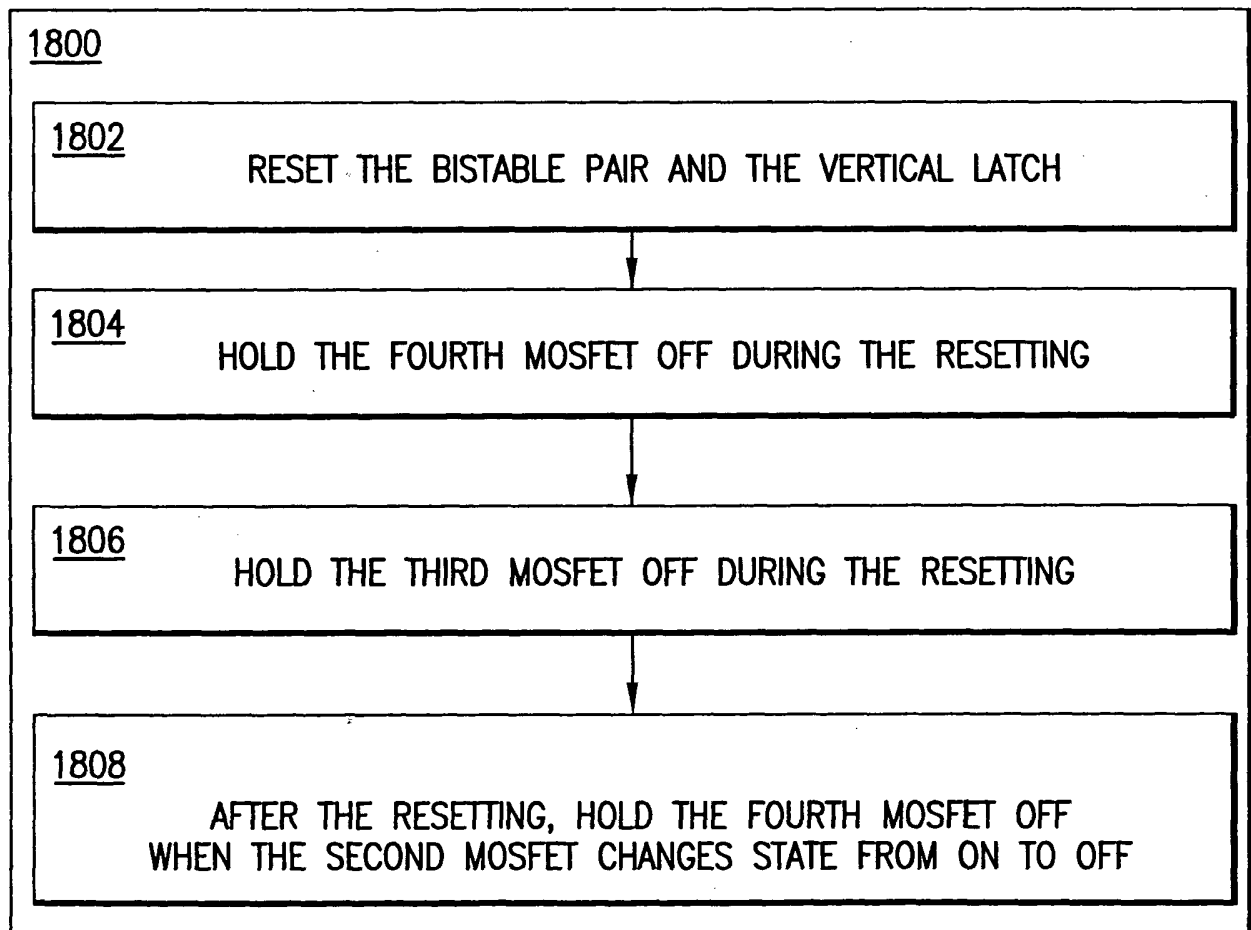 1800
1802
RESET THE BISTABLE PAIR AND THE VERTICAL LATCH
1804
HOLD THE FOURTH MOSFET OFF DURING THE RESETTING
1806
HOLD THE THIRD MOSFET OFF DURING THE RESETTING
1808
AFTER THE RESETTING, HOLD THE FOURTH MOSFET OFF
WHEN THE SECOND MOSFET CHANGES STATE FROM ON TO OFF